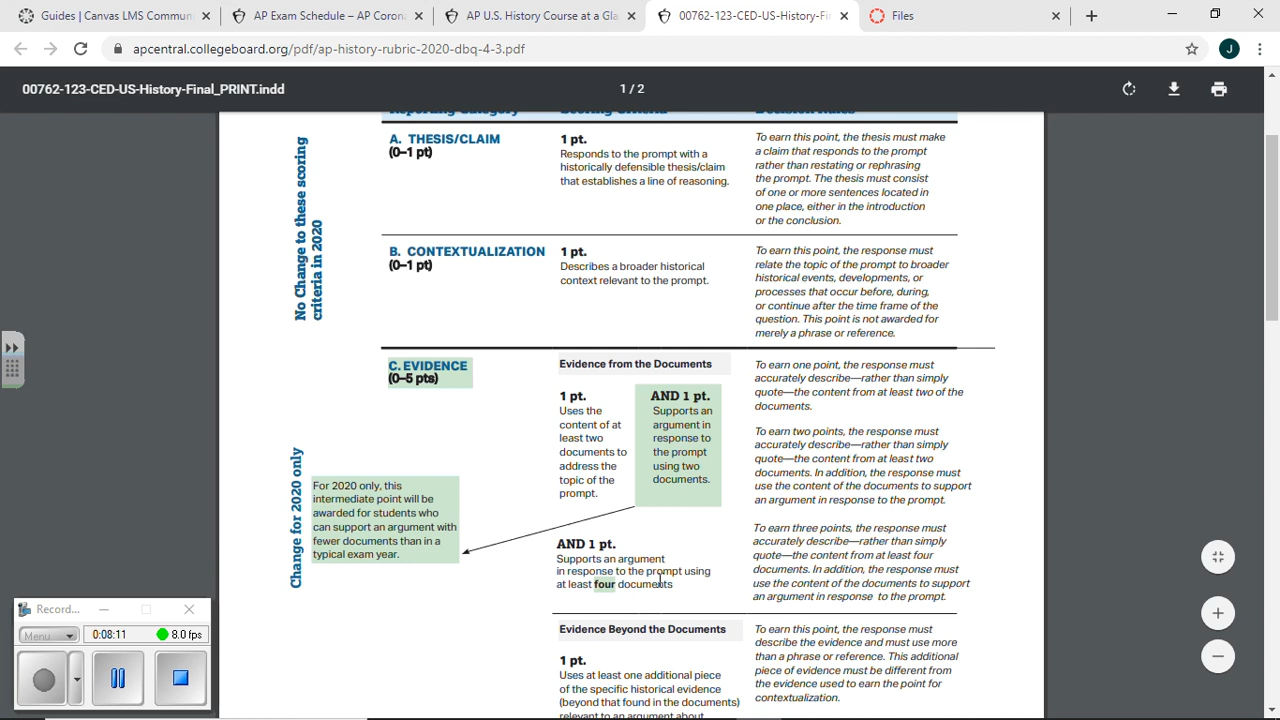 Guides | Canvas LMS Commun
AP Exam Schedule – AP Coron
AP U.S. History Course at a Gla
00762-123-CED-US-History-Fin
Files
apcentral.collegeboard.org/pdf/ap-history-rubric-2020-dbq-4-3.pdf
J
00762-123-CED-US-History-Final_PRINT.indd
1 / 2
Reporting Category
Scoring Criteria
Decision Rules
No Change to these scoring
criteria in 2020
A. THESIS/CLAIM
(0–1 pt)
1 pt.
Responds to the prompt with a
historically defensible thesis/claim
that establishes a line of reasoning.
To earn this point, the thesis must make
a claim that responds to the prompt
rather than restating or rephrasing
the prompt. The thesis must consist
of one or more sentences located in
one place, either in the introduction
or the conclusion.
B. CONTEXTUALIZATION
(0–1 pt)
1 pt.
Describes a broader historical
context relevant to the prompt.
To earn this point, the response must
relate the topic of the prompt to broader
historical events, developments, or
processes that occur before, during,
or continue after the time frame of the
question. This point is not awarded for
merely a phrase or reference.
Change for 2020 only
C. EVIDENCE
(0–5 pts)
For 2020 only, this
intermediate point will be
awarded for students who
can support an argument with
fewer documents than in a
typical exam year.
Evidence from the Documents
1 pt.
Uses the
content of at
least two
documents to
address the
topic of the
prompt.
AND 1 pt.
Supports an
argument in
response to
the prompt
using two
documents.
AND 1 pt.
Supports an argument
in response to the prompt using
at least four documents
To earn one point, the response must
accurately describe—rather than simply
quote—the content from at least two of the
documents.
To earn two points, the response must
accurately describe—rather than simply
quote—the content from at least two
documents. In addition, the response must
use the content of the documents to support
an argument in response to the prompt.
To earn three points, the response must
accurately describe—rather than simply
quote—the content from at least four
documents. In addition, the response must
use the content of the documents to support
an argument in response to the prompt.
Evidence Beyond the Documents
1 pt.
Uses at least one additional piece
of the specific historical evidence
(beyond that found in the documents)
relevant to an argument about
To earn this point, the response must
describe the evidence and must use more
than a phrase or reference. This additional
piece of evidence must be different from
the evidence used to earn the point for
contextualization.
Record...
Menu
0:08:11
8.0 fps